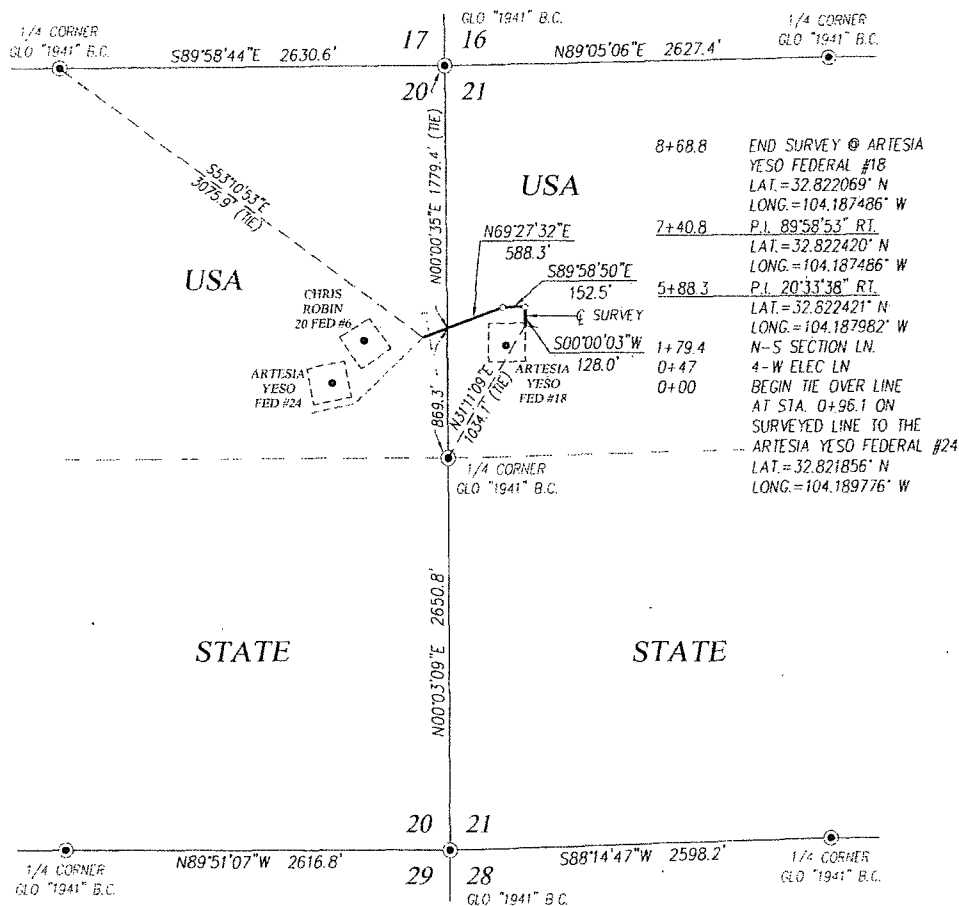 GLO "1941" B.C.
1/4 CORNER
GLO "1941" B.C.
S89°58'44"E 2630.6'
17 16
N89°05'06"E 2627.4'
1/4 CORNER
GLO "1941" B.C.
20 21
S53°10'53"E
3075.9' (TIE)
N00°00'35"E 1779.4' (TIE)
USA
USA
N69°27'32"E
588.3'
S89°58'50"E
152.5'
℄ SURVEY
S00°00'03"W
128.0'
CHRIS
ROBIN
20 FED #6
ARTESIA
YESO
FED #24
ARTESIA
YESO
FED #18
N31°11'09"E
1034.1' (TIE)
869.3'
1/4 CORNER
GLO "1941" B.C.
8+68.8 END SURVEY @ ARTESIA
YESO FEDERAL #18
LAT.=32.822069° N
LONG.=104.187486° W
7+40.8 P.I. 89°58'53" RT.
LAT.=32.822420° N
LONG.=104.187486° W
5+88.3 P.I. 20°33'38" RT.
LAT.=32.822421° N
LONG.=104.187982° W
1+79.4 N-S SECTION LN.
0+47 4-W ELEC LN
0+00 BEGIN TIE OVER LINE
AT STA. 0+96.1 ON
SURVEYED LINE TO THE
ARTESIA YESO FEDERAL #24
LAT.=32.821856° N
LONG.=104.189776° W
N00°03'09"E 2650.8'
STATE
STATE
20 21
N89°51'07"W 2616.8'
S88°14'47"W 2598.2'
1/4 CORNER
GLO "1941" B.C.
29 28
GLO "1941" B.C.
1/4 CORNER
GLO "1941" B.C.